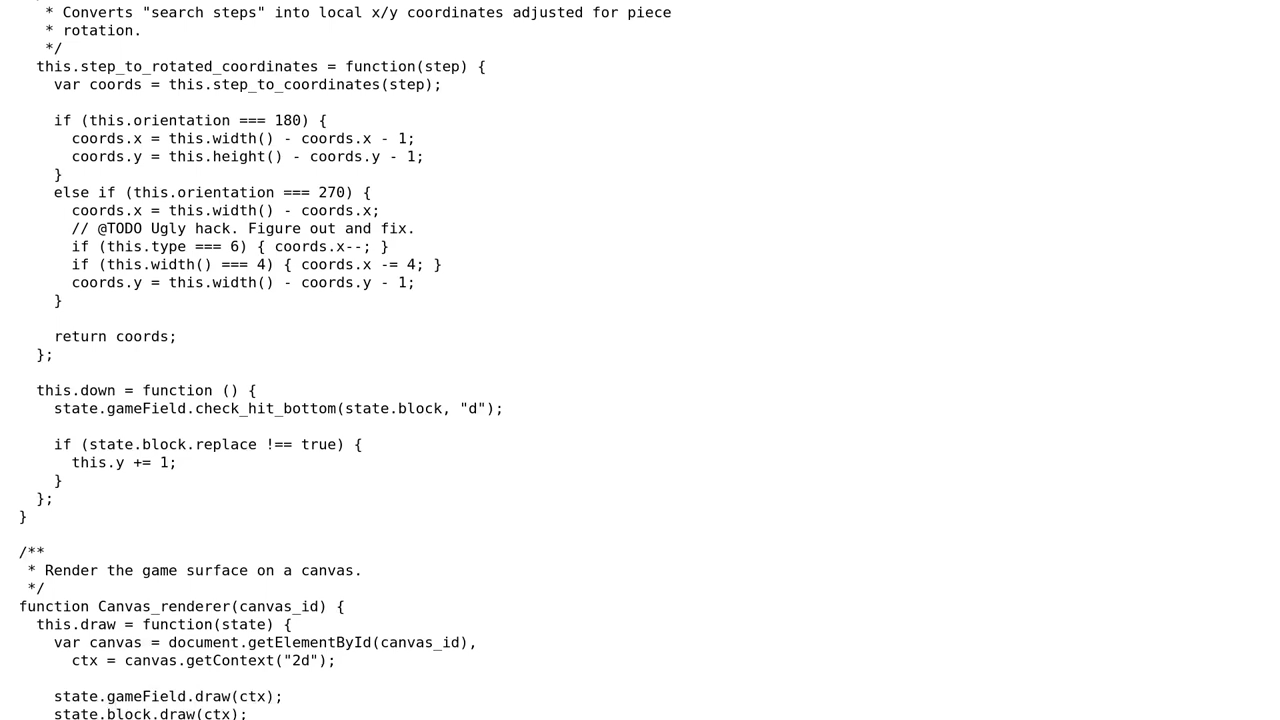 * Converts "search steps" into local x/y coordinates adjusted for piece
   * rotation.
   */
  this.step_to_rotated_coordinates = function(step) {
    var coords = this.step_to_coordinates(step);

    if (this.orientation === 180) {
      coords.x = this.width() - coords.x - 1;
      coords.y = this.height() - coords.y - 1;
    }
    else if (this.orientation === 270) {
      coords.x = this.width() - coords.x;
      // @TODO Ugly hack. Figure out and fix.
      if (this.type === 6) { coords.x--; }
      if (this.width() === 4) { coords.x -= 4; }
      coords.y = this.width() - coords.y - 1;
    }

    return coords;
  };

  this.down = function () {
    state.gameField.check_hit_bottom(state.block, "d");

    if (state.block.replace !== true) {
      this.y += 1;
    }
  };
}

/**
 * Render the game surface on a canvas.
 */
function Canvas_renderer(canvas_id) {
  this.draw = function(state) {
    var canvas = document.getElementById(canvas_id),
      ctx = canvas.getContext("2d");

    state.gameField.draw(ctx);
    state.block.draw(ctx);